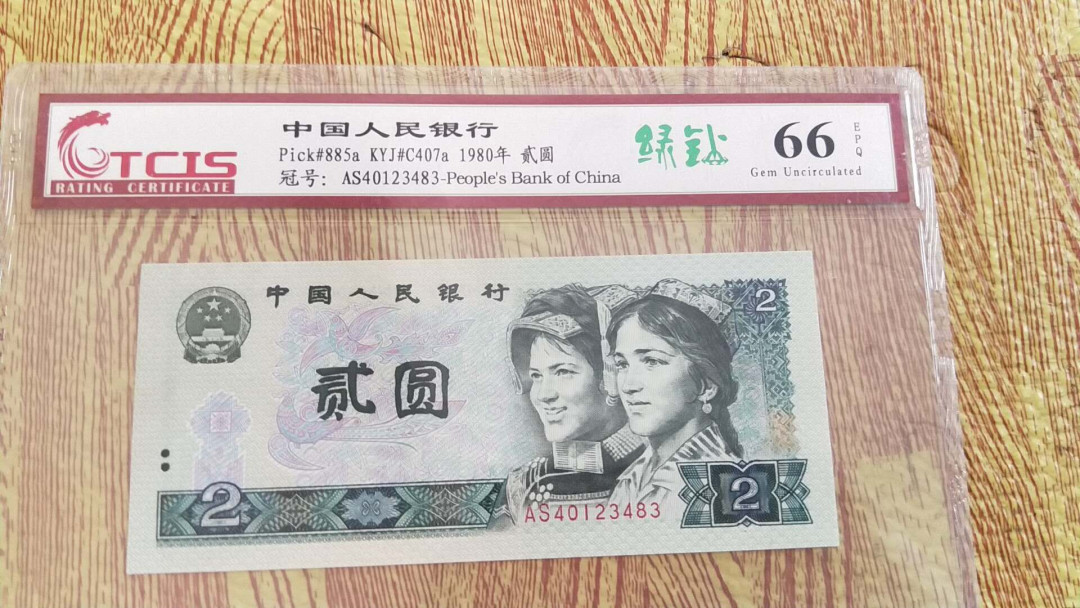 TCIS
RATING CERTIFICATE
中国人民银行
Pick#885a KYJ#C407a 1980年 贰圆
冠号: AS40123483-People's Bank of China
绿钻
66
EPQ
Gem Uncirculated
中国人民银行
2
贰圆
2
AS40123483
2